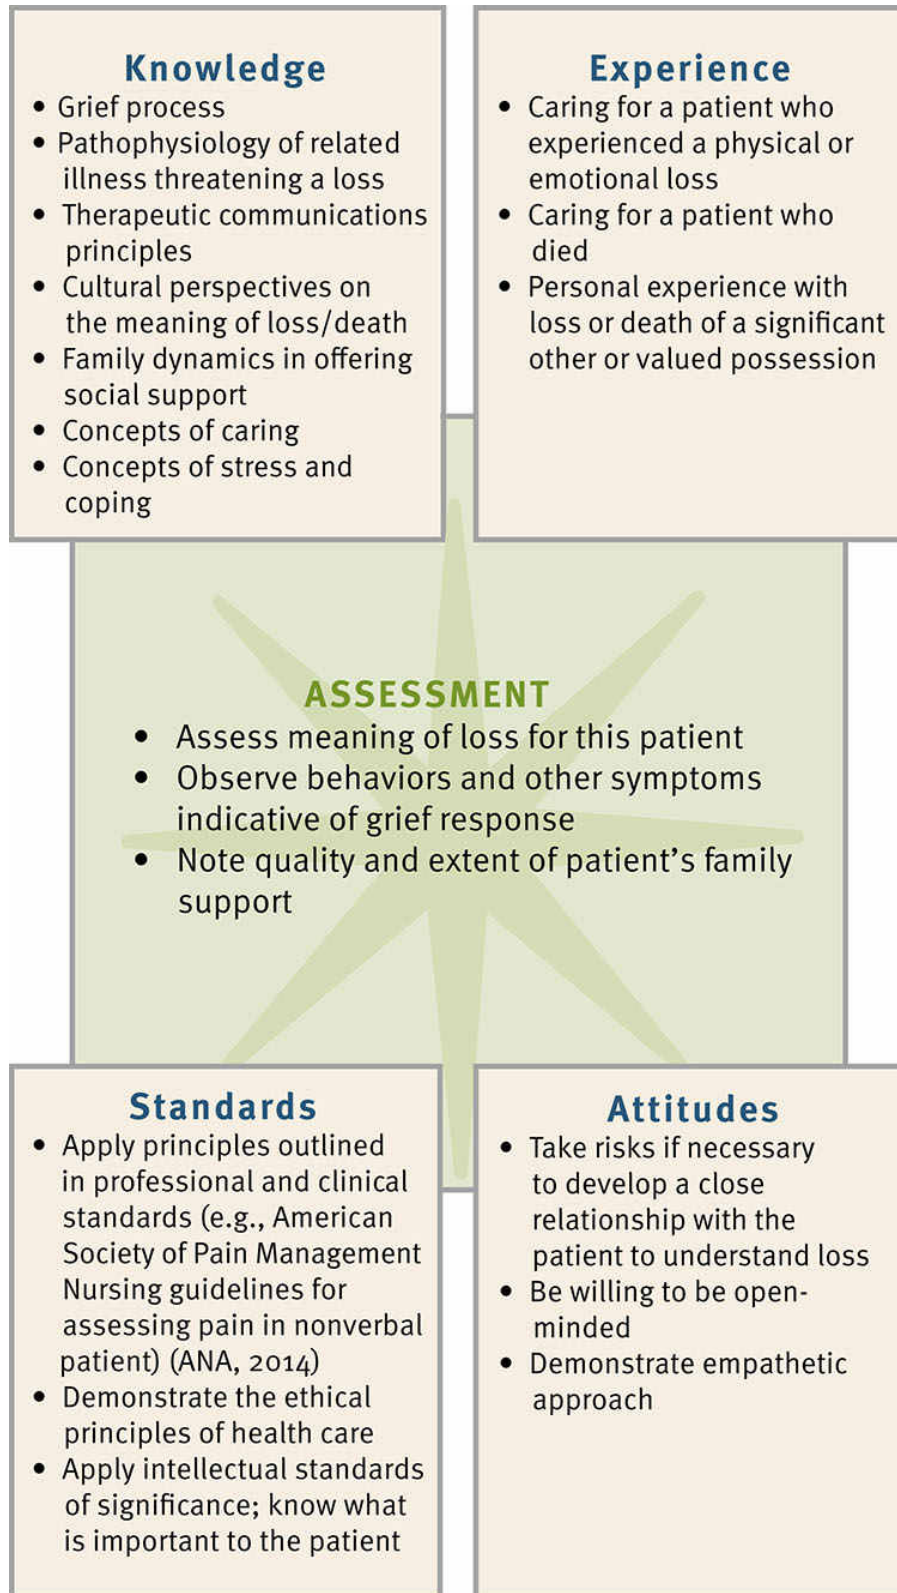 Knowledge
• Grief process
• Pathophysiology of related
illness threatening a loss
• Therapeutic communications
principles
• Cultural perspectives on
the meaning of loss/death
• Family dynamics in offering
social support
• Concepts of caring
• Concepts of stress and
coping
Experience
• Caring for a patient who
experienced a physical or
emotional loss
• Caring for a patient who
died
• Personal experience with
loss or death of a significant
other or valued possession
ASSESSMENT
• Assess meaning of loss for this patient
• Observe behaviors and other symptoms
indicative of grief response
• Note quality and extent of patient’s family
support
Standards
• Apply principles outlined
in professional and clinical
standards (e.g., American
Society of Pain Management
Nursing guidelines for
assessing pain in nonverbal
patient) (ANA, 2014)
• Demonstrate the ethical
principles of health care
• Apply intellectual standards
of significance; know what
is important to the patient
Attitudes
• Take risks if necessary
to develop a close
relationship with the
patient to understand loss
• Be willing to be open-
minded
• Demonstrate empathetic
approach